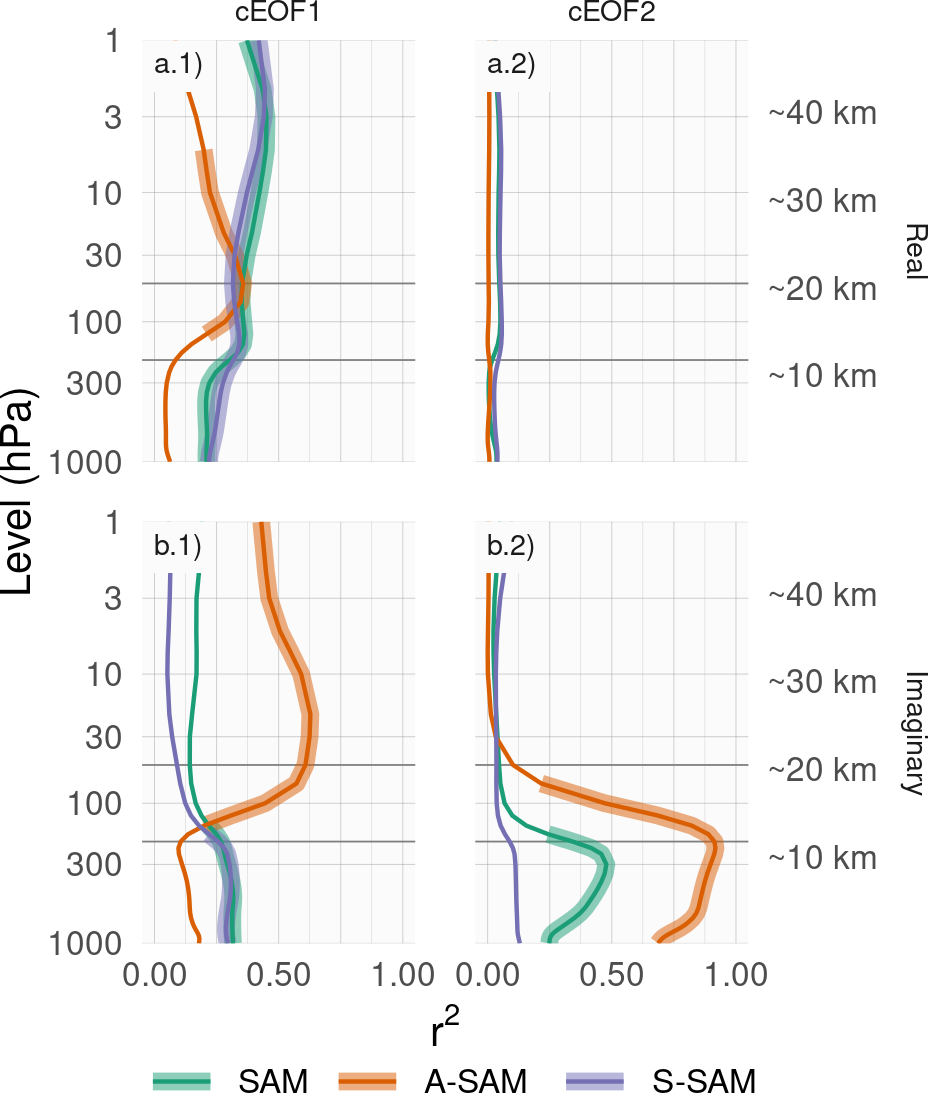 cEOF1 cEOF2
a.1) a.2)
1
3
10
30
100
300
1000
~40 km
~30 km
~20 km
~10 km
Real
Level (hPa)
b.1) b.2)
1
3
10
30
100
300
1000
~40 km
~30 km
~20 km
~10 km
Imaginary
0.00 0.50 1.00 0.00 0.50 1.00
r²
SAM A-SAM S-SAM